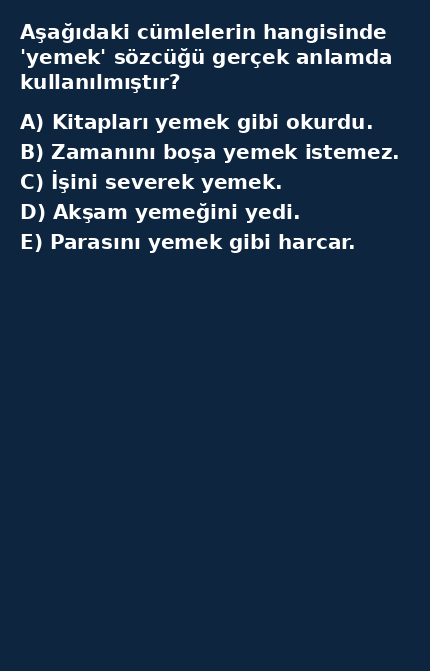 Aşağıdaki cümlelerin hangisinde
'yemek' sözcüğü gerçek anlamda
kullanılmıştır?
A) Kitapları yemek gibi okurdu.
B) Zamanını boşa yemek istemez.
C) İşini severek yemek.
D) Akşam yemeğini yedi.
E) Parasını yemek gibi harcar.